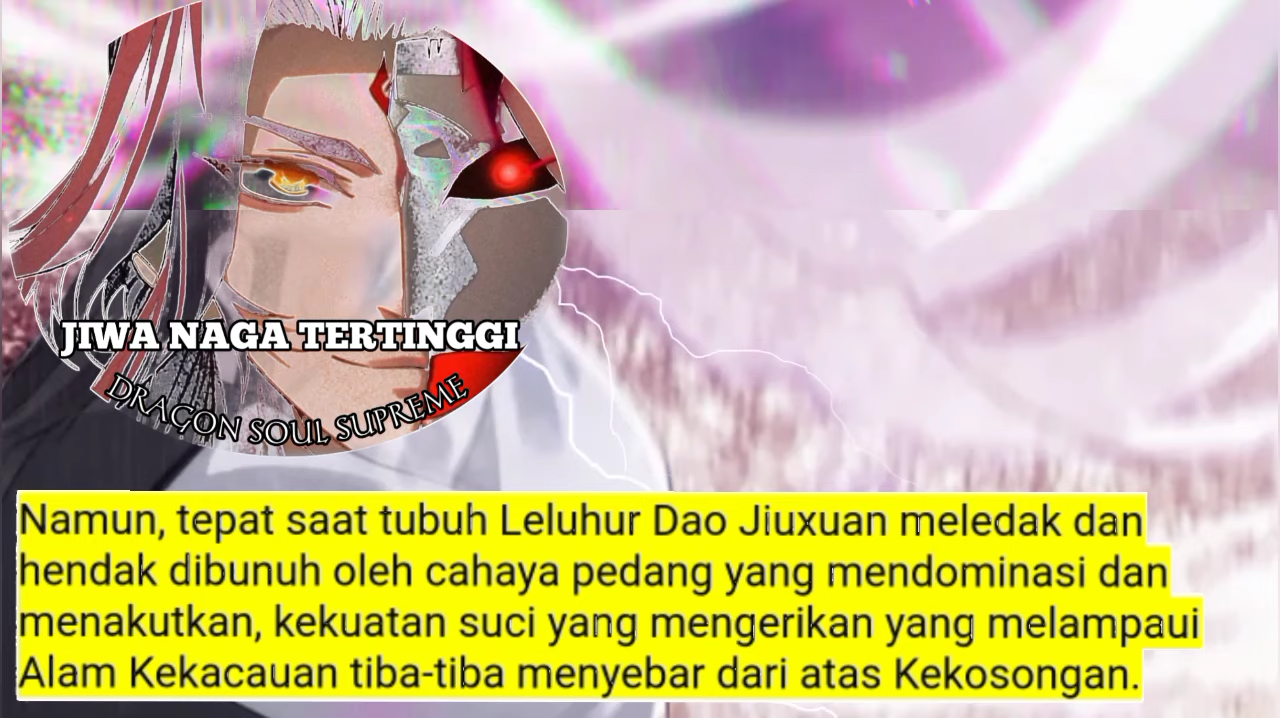 JIWA NAGA TERTINGGI
DRAGON SOUL SUPREME
Namun, tepat saat tubuh Leluhur Dao Jiuxuan meledak dan
hendak dibunuh oleh cahaya pedang yang mendominasi dan
menakutkan, kekuatan suci yang mengerikan yang melampaui
Alam Kekacauan tiba-tiba menyebar dari atas Kekosongan.